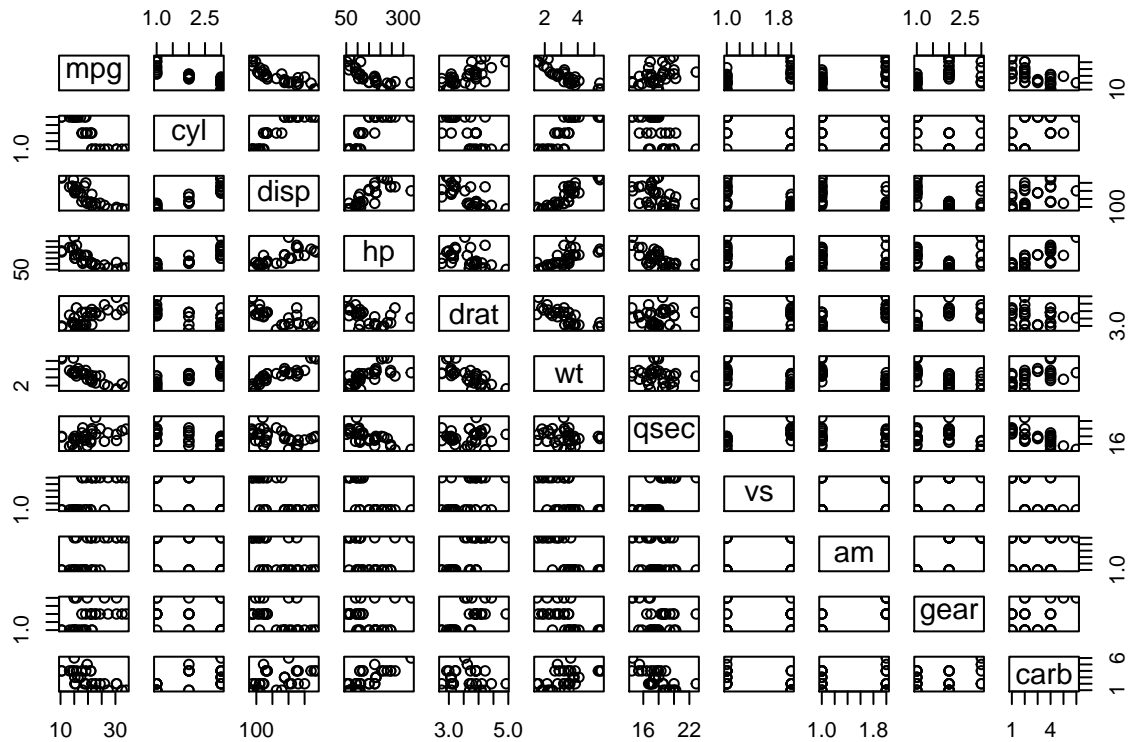 1.0 2.5 50 300 2 4 1.0 1.8 1.0 2.5
mpg 10
1.0 cyl
disp 100
50 hp
drat 3.0
2 wt
qsec 16
1.0 vs
am 1.0
1.0 gear
carb 1 6
10 30 100 3.0 5.0 16 22 1.0 1.8 1 4